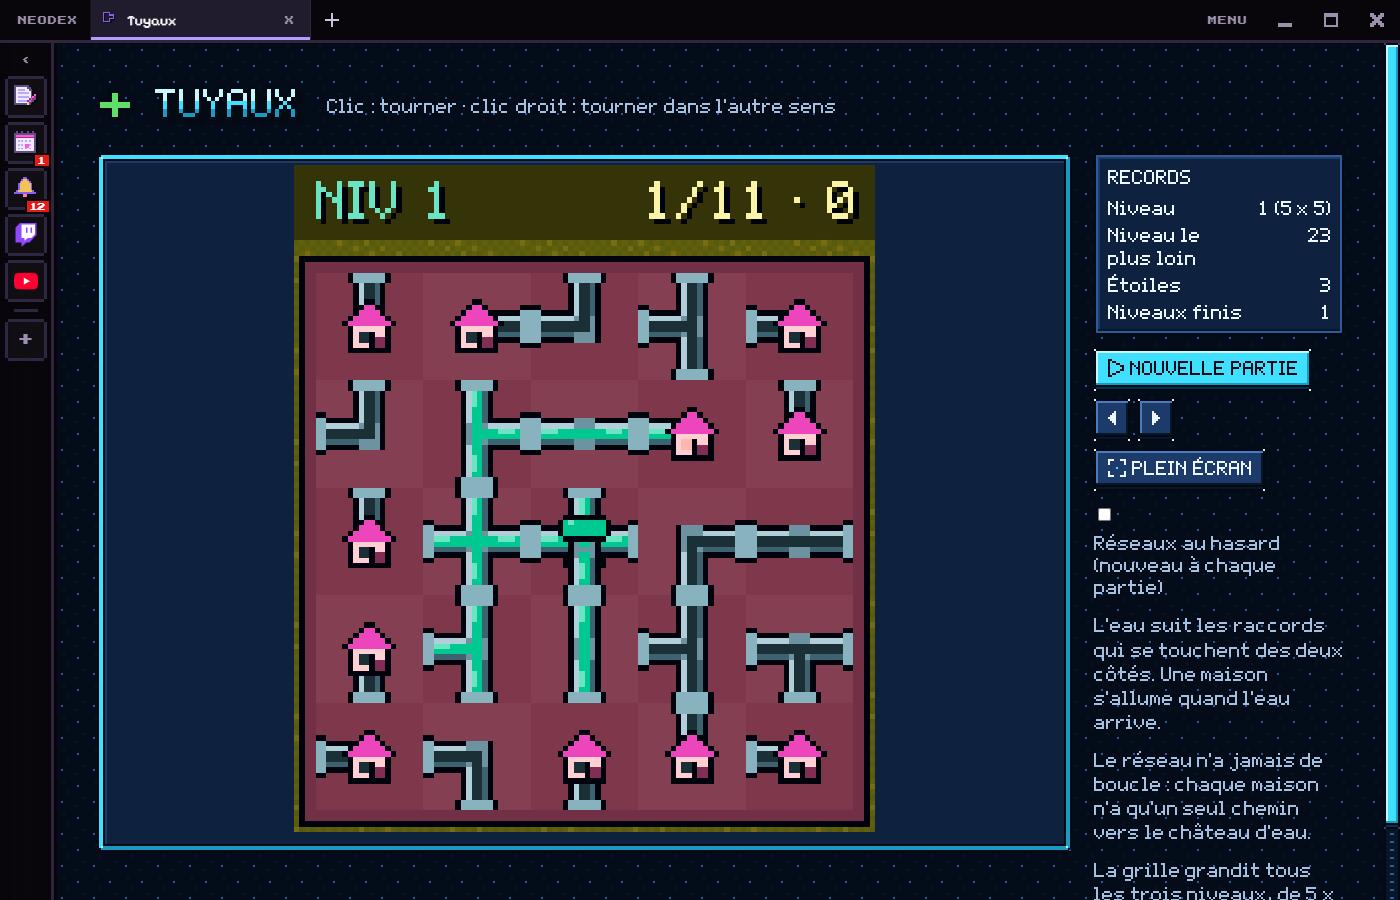 NEODEX
Tuyaux
MENU
1
12
TUYAUX
Clic : tourner · clic droit : tourner dans l'autre sens
NIV 1
1/11 · 0
RECORDS
Niveau 1 (5 x 5)
Niveau le 23
plus loin
Étoiles 3
Niveaux finis 1
NOUVELLE PARTIE
PLEIN ÉCRAN
Réseaux au hasard
(nouveau à chaque
partie)
L'eau suit les raccords
qui se touchent des deux
côtés. Une maison
s'allume quand l'eau
arrive.
Le réseau n'a jamais de
boucle : chaque maison
n'a qu'un seul chemin
vers le château d'eau.
La grille grandit tous
les trois niveaux, de 5 x